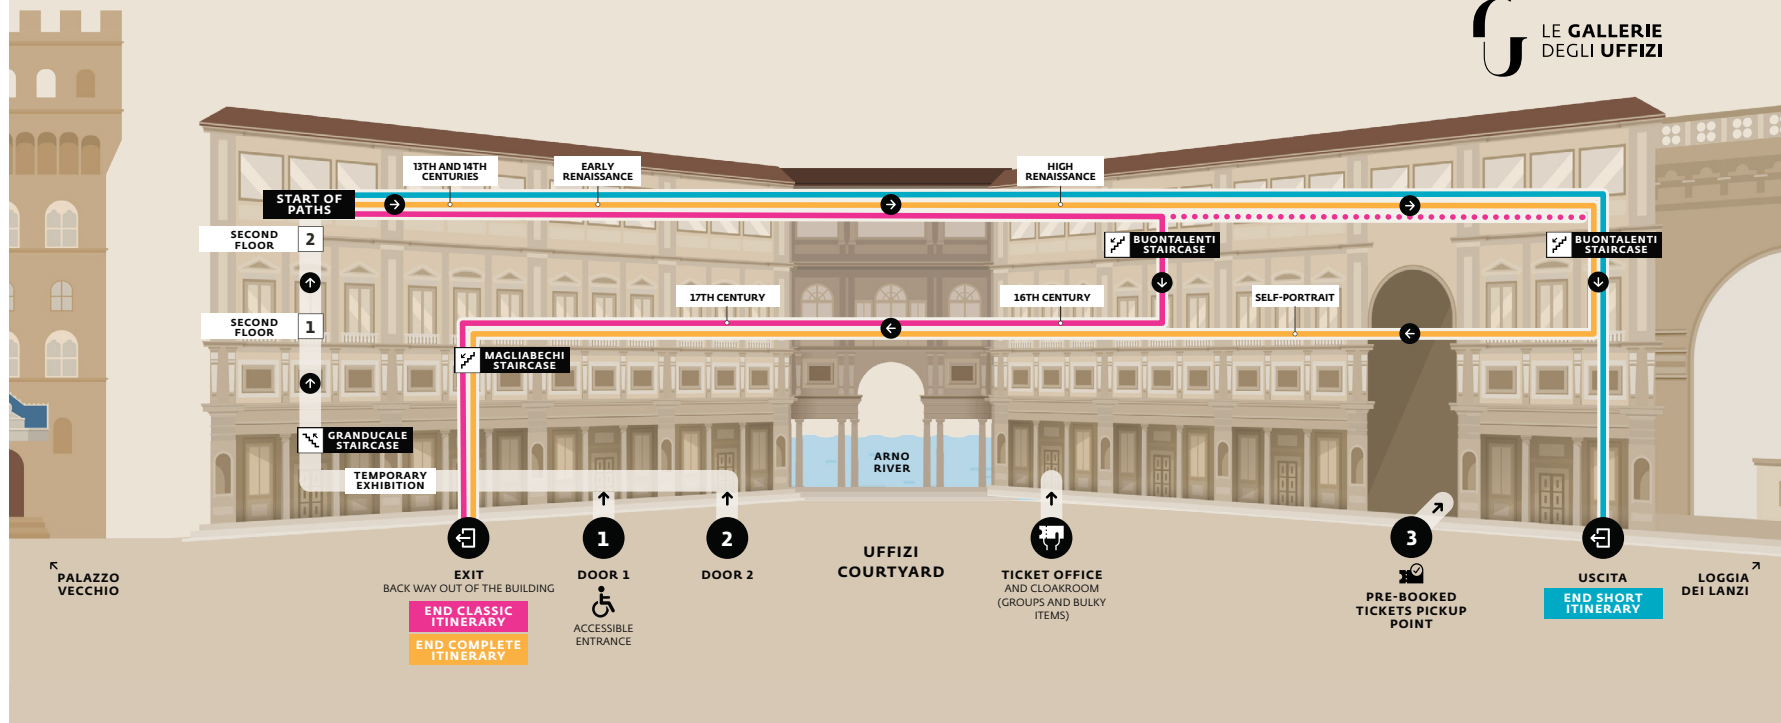 LE GALLERIE
DEGLI UFFIZI
13TH AND 14TH
CENTURIES
EARLY
RENAISSANCE
HIGH
RENAISSANCE
START OF
PATHS
SECOND
FLOOR
2
BUONTALENTI
STAIRCASE
BUONTALENTI
STAIRCASE
17TH CENTURY
16TH CENTURY
SELF-PORTRAIT
SECOND
FLOOR
1
MAGLIABECHI
STAIRCASE
GRANDUCALE
STAIRCASE
TEMPORARY
EXHIBITION
ARNO
RIVER
1
2
3
PALAZZO
VECCHIO
EXIT
BACK WAY OUT OF THE BUILDING
END CLASSIC
ITINERARY
END COMPLETE
ITINERARY
DOOR 1
ACCESSIBLE
ENTRANCE
DOOR 2
UFFIZI
COURTYARD
TICKET OFFICE
AND CLOAKROOM
(GROUPS AND BULKY
ITEMS)
PRE-BOOKED
TICKETS PICKUP
POINT
USCITA
END SHORT
ITINERARY
LOGGIA
DEI LANZI